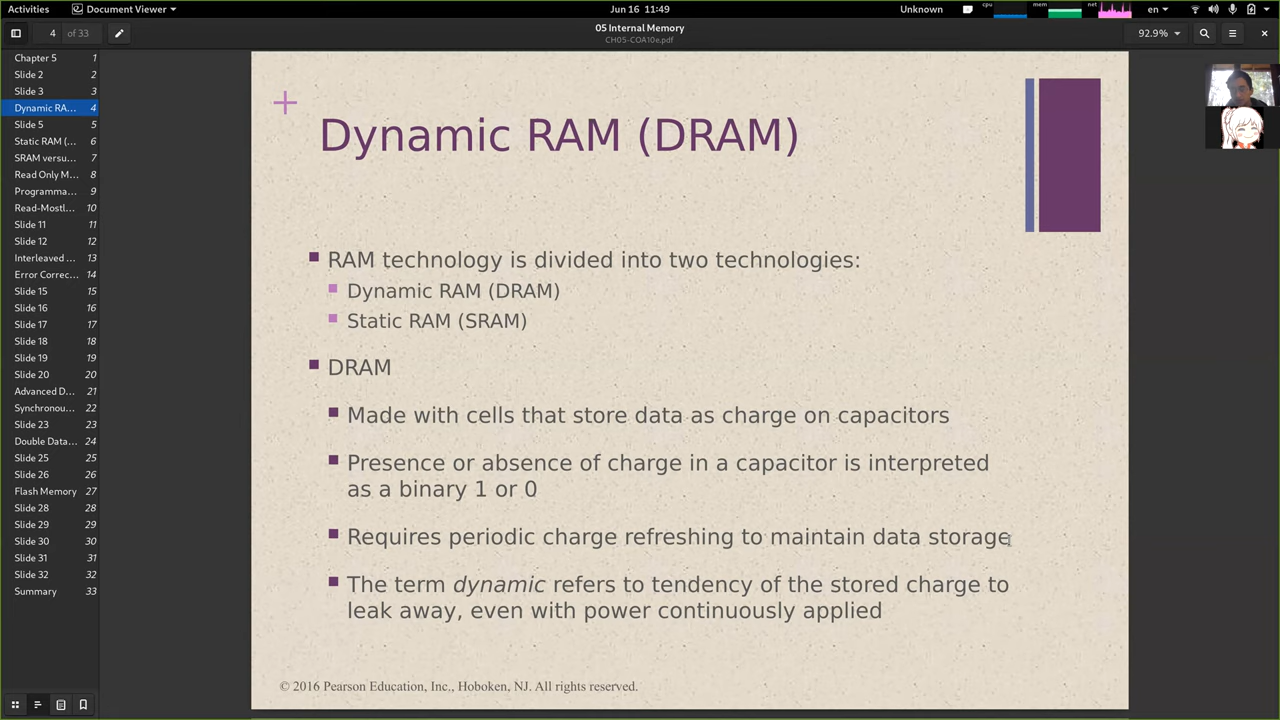 Activities
Document Viewer
Jun 16 11:49
Unknown
cpu
mem
net
en
4 of 33
05 Internal Memory
CH05-COA10e.pdf
92.9%
Chapter 5 1
Slide 2 2
Slide 3 3
Dynamic RA... 4
Slide 5 5
Static RAM (... 6
SRAM versu... 7
Read Only M... 8
Programma... 9
Read-Mostl... 10
Slide 11 11
Slide 12 12
Interleaved ... 13
Error Correc... 14
Slide 15 15
Slide 16 16
Slide 17 17
Slide 18 18
Slide 19 19
Slide 20 20
Advanced D... 21
Synchronou... 22
Slide 23 23
Double Data... 24
Slide 25 25
Slide 26 26
Flash Memory 27
Slide 28 28
Slide 29 29
Slide 30 30
Slide 31 31
Slide 32 32
Summary 33
+
Dynamic RAM (DRAM)
RAM technology is divided into two technologies:
Dynamic RAM (DRAM)
Static RAM (SRAM)
DRAM
Made with cells that store data as charge on capacitors
Presence or absence of charge in a capacitor is interpreted
as a binary 1 or 0
Requires periodic charge refreshing to maintain data storage
The term dynamic refers to tendency of the stored charge to
leak away, even with power continuously applied
© 2016 Pearson Education, Inc., Hoboken, NJ. All rights reserved.